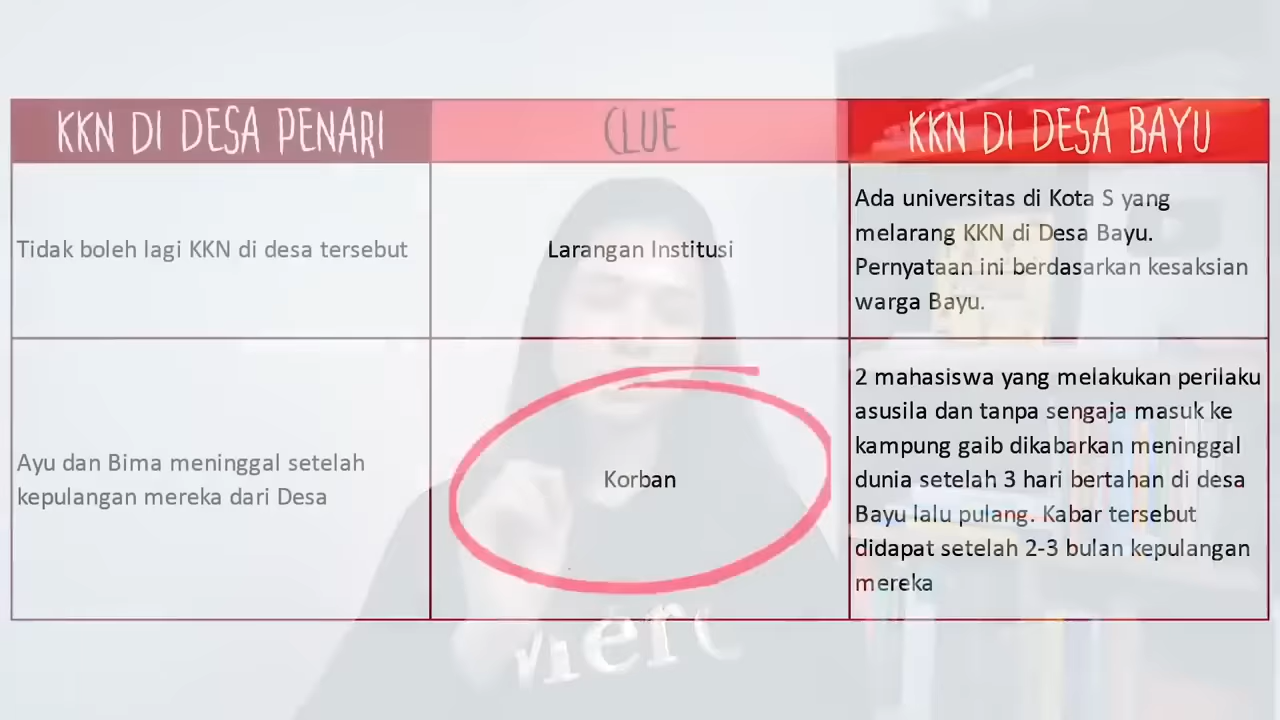 KKN DI DESA PENARI
CLUE
KKN DI DESA BAYU
Tidak boleh lagi KKN di desa tersebut
Larangan Institusi
Ada universitas di Kota S yang
melarang KKN di Desa Bayu.
Pernyataan ini berdasarkan kesaksian
warga Bayu.
Ayu dan Bima meninggal setelah
kepulangan mereka dari Desa
Korban
2 mahasiswa yang melakukan perilaku
asusila dan tanpa sengaja masuk ke
kampung gaib dikabarkan meninggal
dunia setelah 3 hari bertahan di desa
Bayu lalu pulang. Kabar tersebut
didapat setelah 2-3 bulan kepulangan
mereka